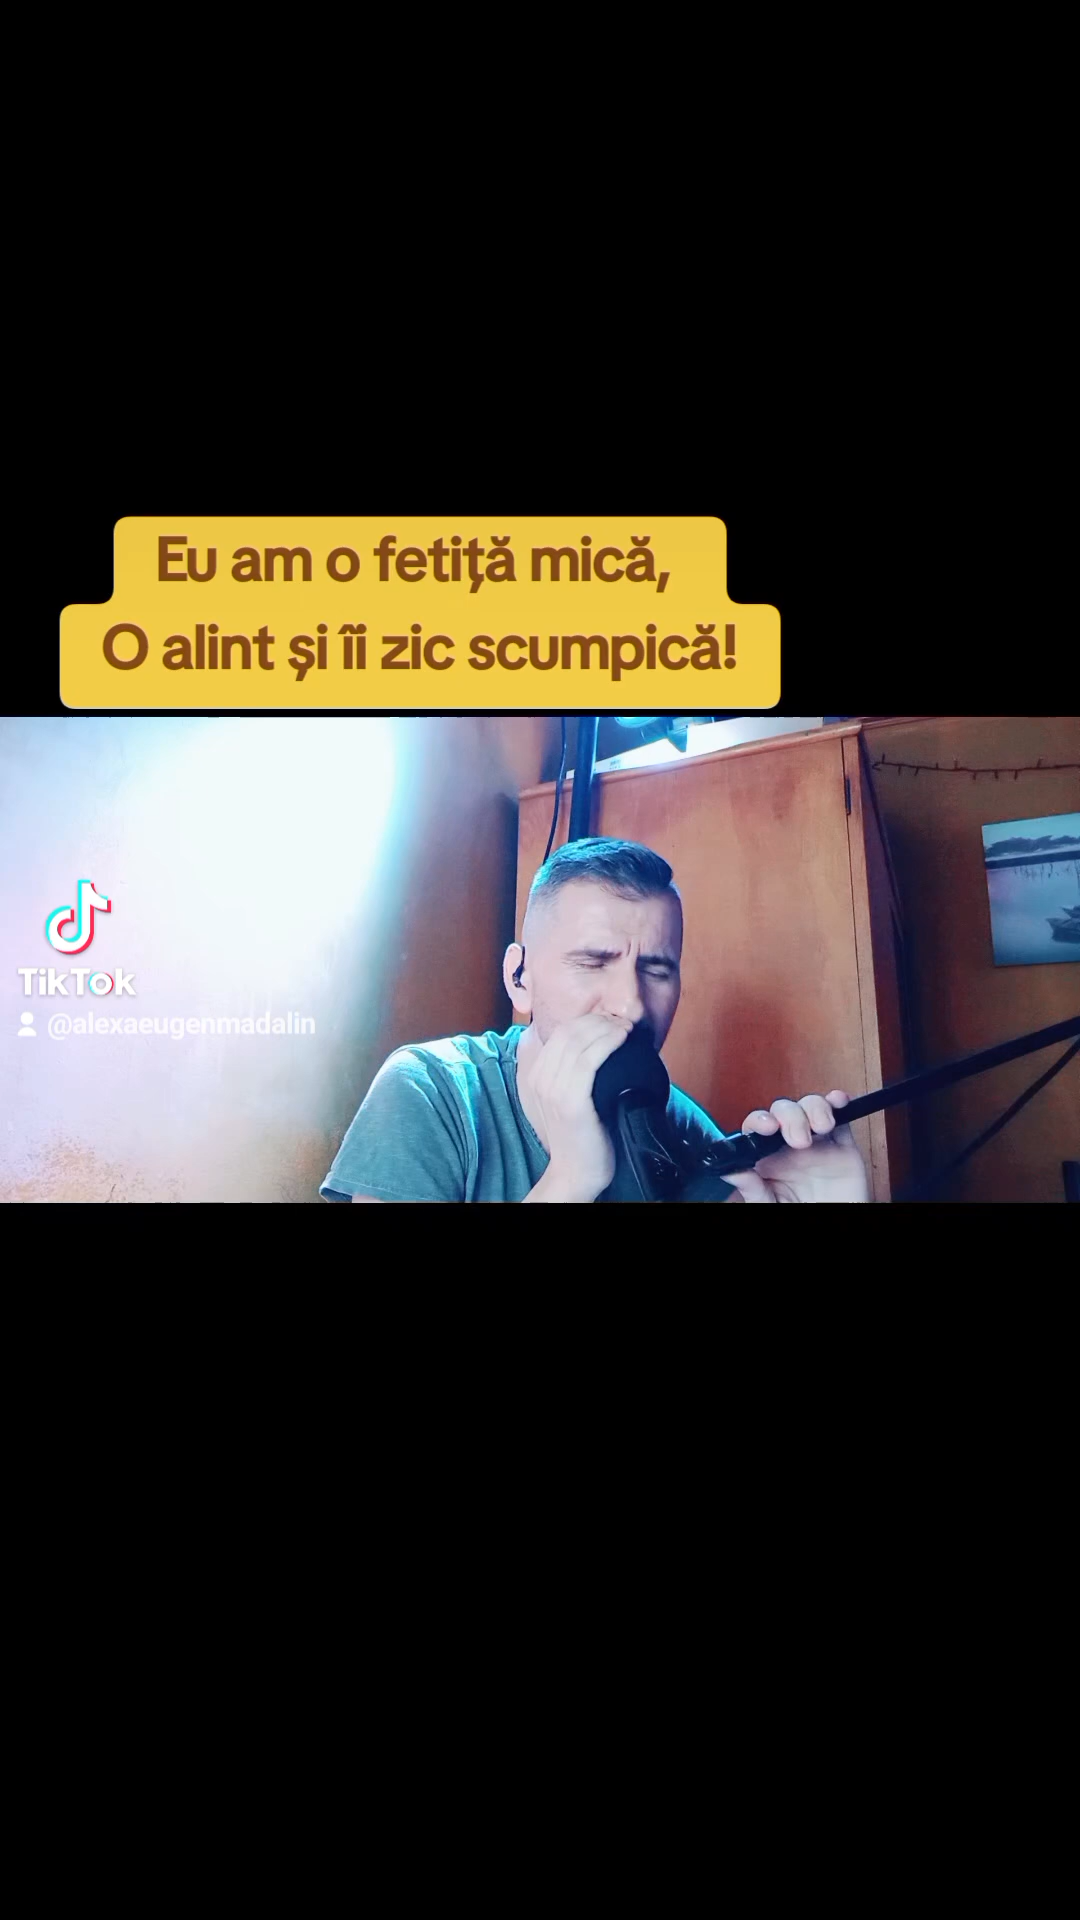 Eu am o fetiță mică,
O alint și îi zic scumpică!
TikTok
@alexaeugenmadalin